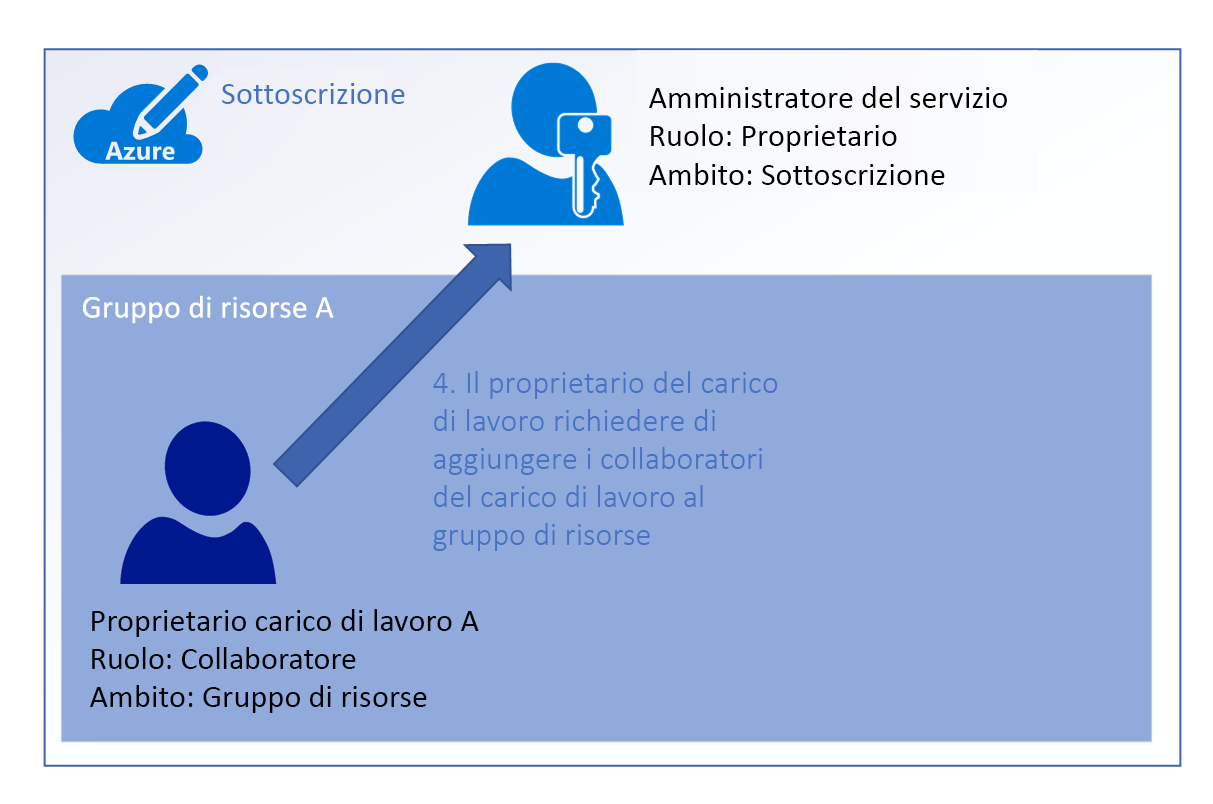 Azure
Sottoscrizione
Amministratore del servizio
Ruolo: Proprietario
Ambito: Sottoscrizione
Gruppo di risorse A
4. Il proprietario del carico
di lavoro richiedere di
aggiungere i collaboratori
del carico di lavoro al
gruppo di risorse
Proprietario carico di lavoro A
Ruolo: Collaboratore
Ambito: Gruppo di risorse